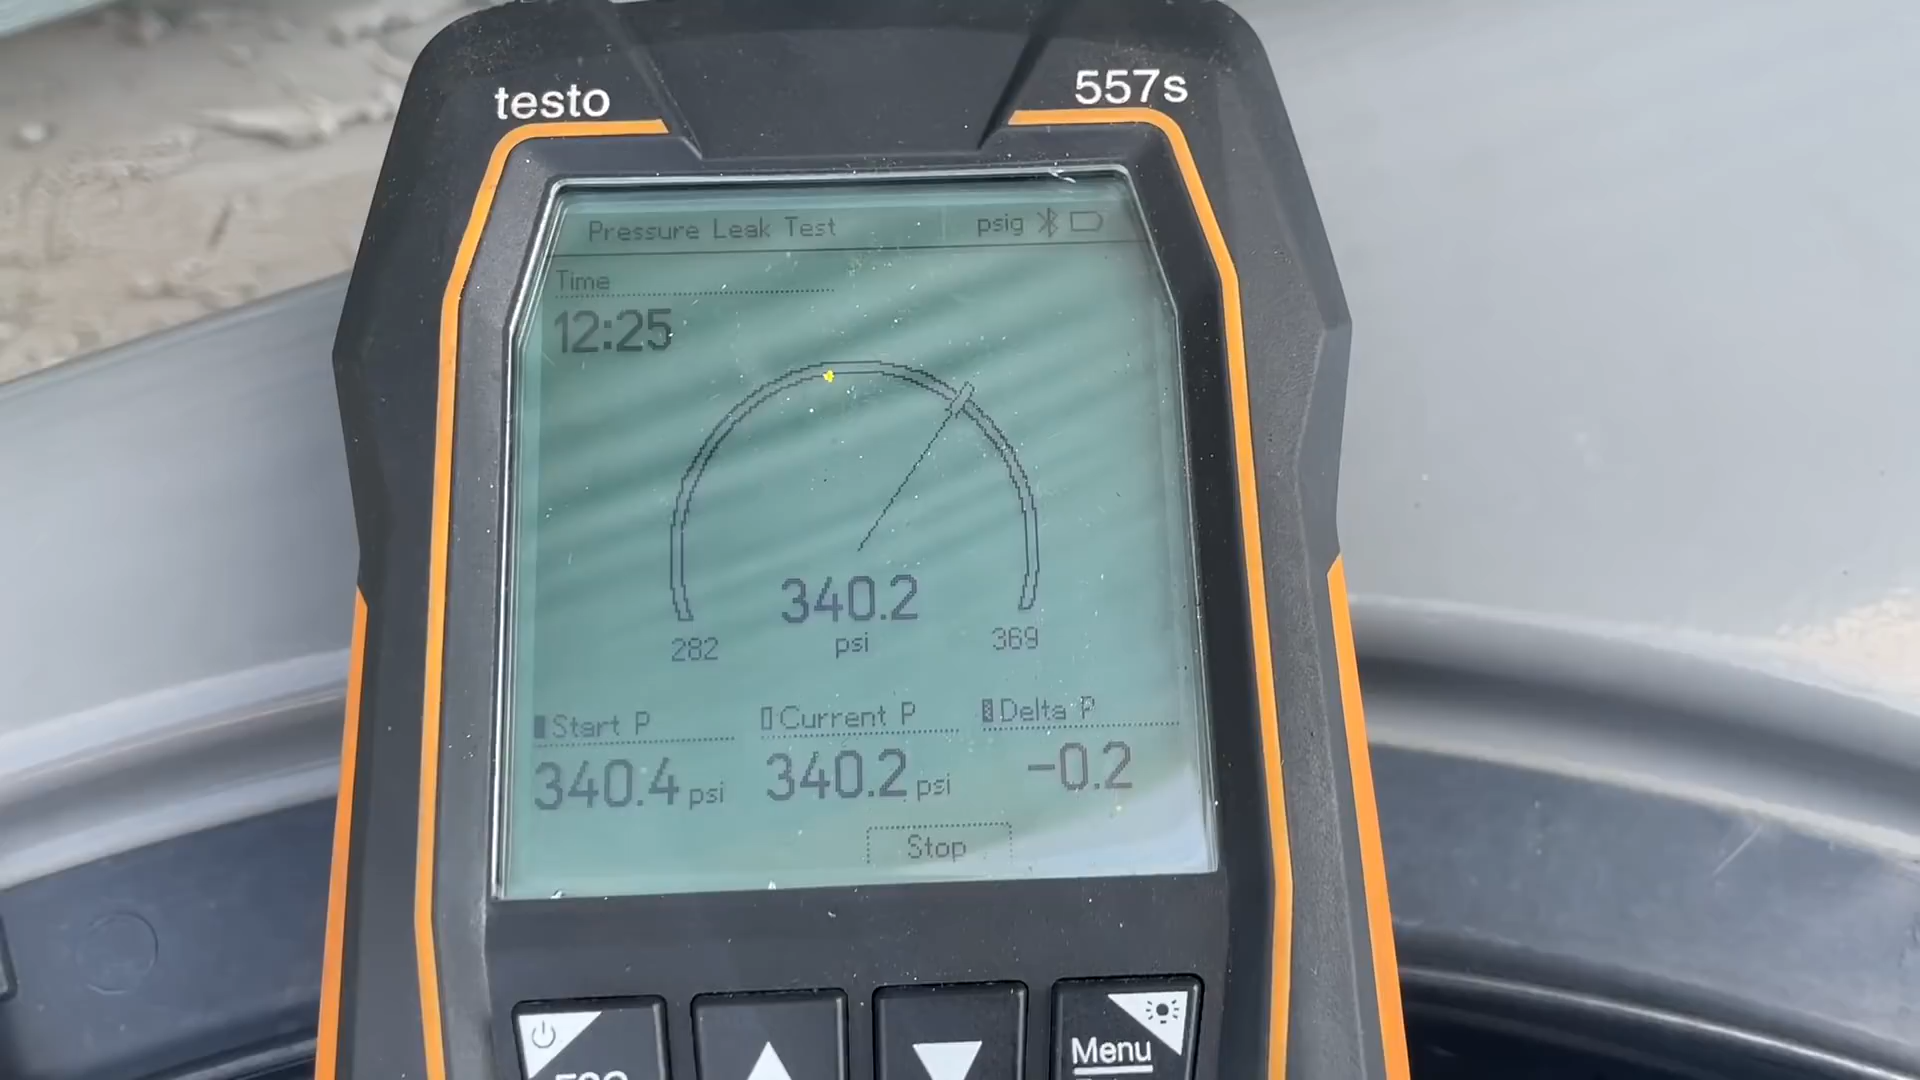 testo 557s
Pressure Leak Test psig
Time
12:25
340.2
282 psi 369
Start P Current P Delta P
340.4 psi 340.2 psi -0.2
Stop
Menu